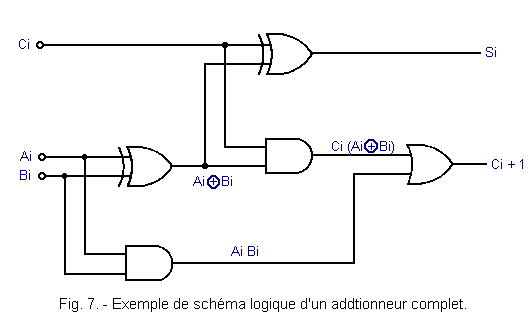 Ci
Si
Ci (Ai⊕Bi)
Ai
Bi
Ai⊕Bi
Ci + 1
Ai Bi
Fig. 7. - Exemple de schéma logique d'un addtionneur complet.